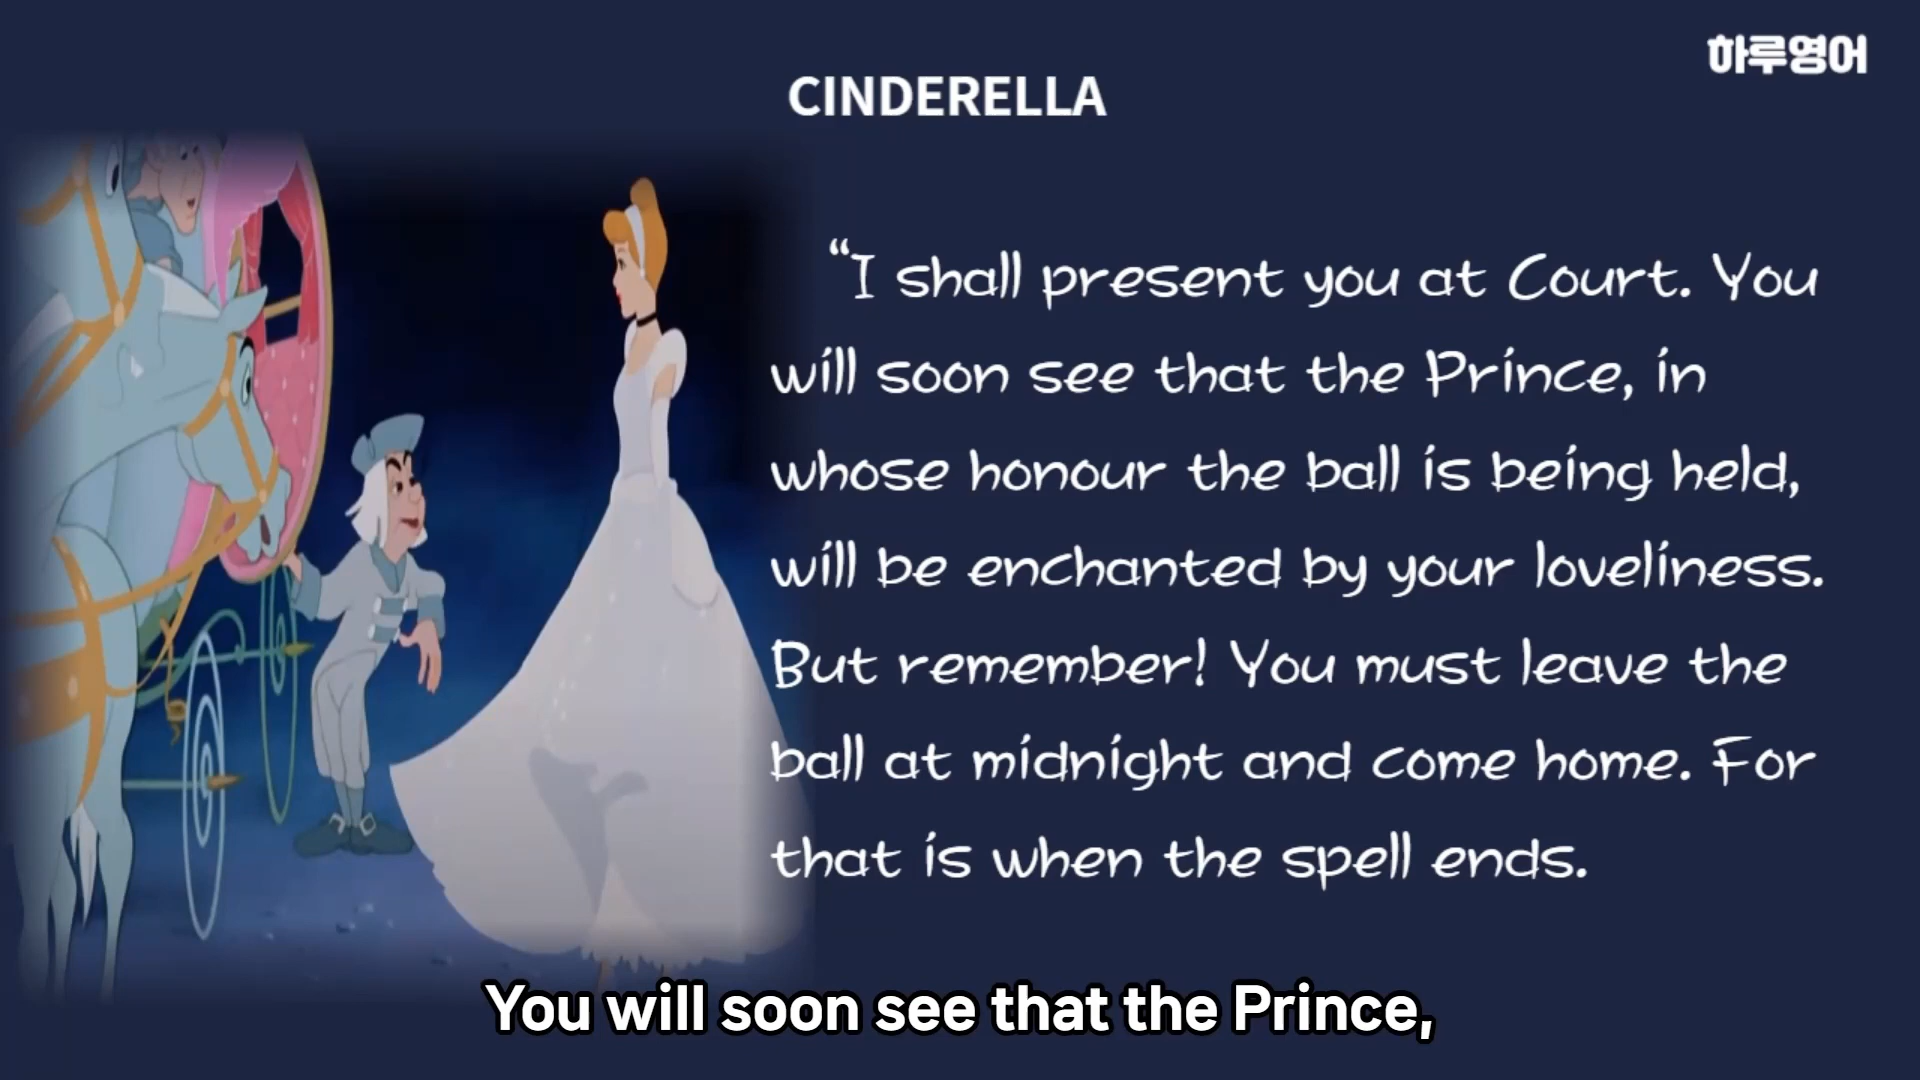 하루영어
CINDERELLA
“I shall present you at Court. You
will soon see that the Prince, in
whose honour the ball is being held,
will be enchanted by your loveliness.
But remember! You must leave the
ball at midnight and come home. For
that is when the spell ends.
You will soon see that the Prince,